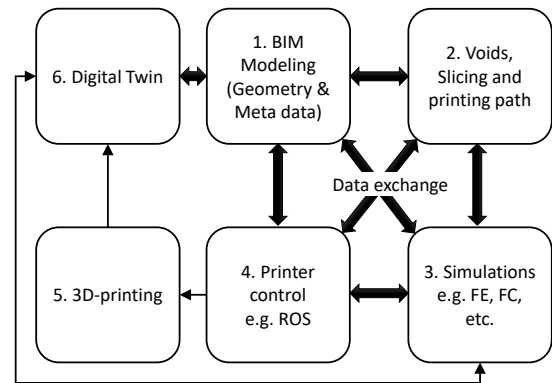 6. Digital Twin
1. BIM
Modeling
(Geometry &
Meta data)
2. Voids,
Slicing and
printing path
Data exchange
5. 3D-printing
4. Printer
control
e.g. ROS
3. Simulations
e.g. FE, FC,
etc.